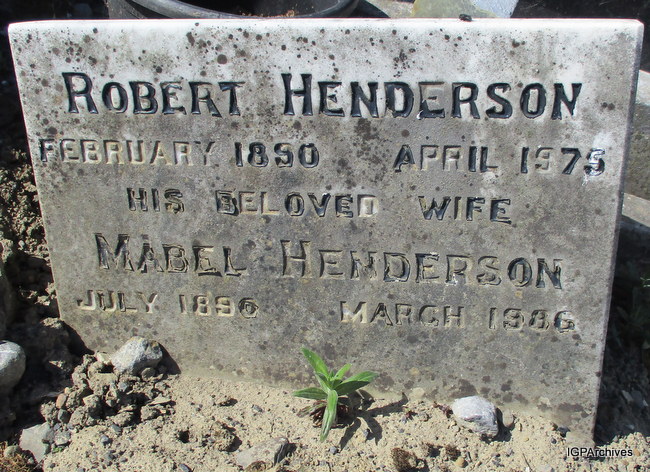 ROBERT HENDERSON
FEBRUARY 1890 APRIL 1975
HIS BELOVED WIFE
MABEL HENDERSON
JULY 1896 MARCH 1986
IGPArchives